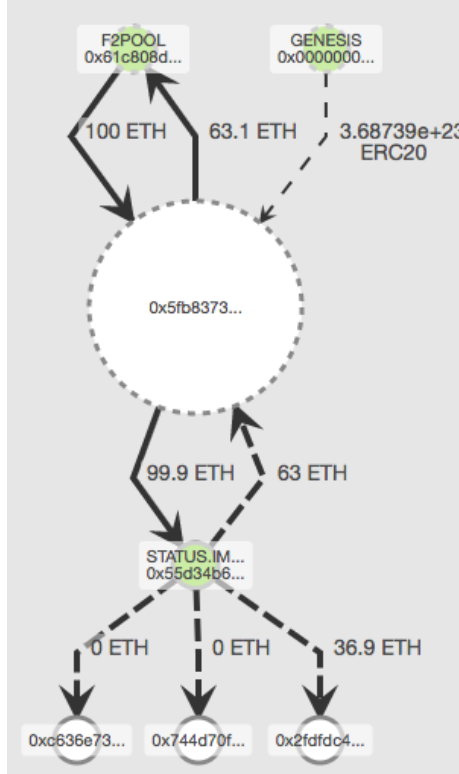 F2POOL
0x61c808d...
GENESIS
0x0000000...
100 ETH
63.1 ETH
3.68739e+23
ERC20
0x5fb8373...
99.9 ETH
63 ETH
STATUS.IM...
0x55d34b6...
0 ETH
0 ETH
36.9 ETH
0xc636e73...
0x744d70f...
0x2fdfdc4...